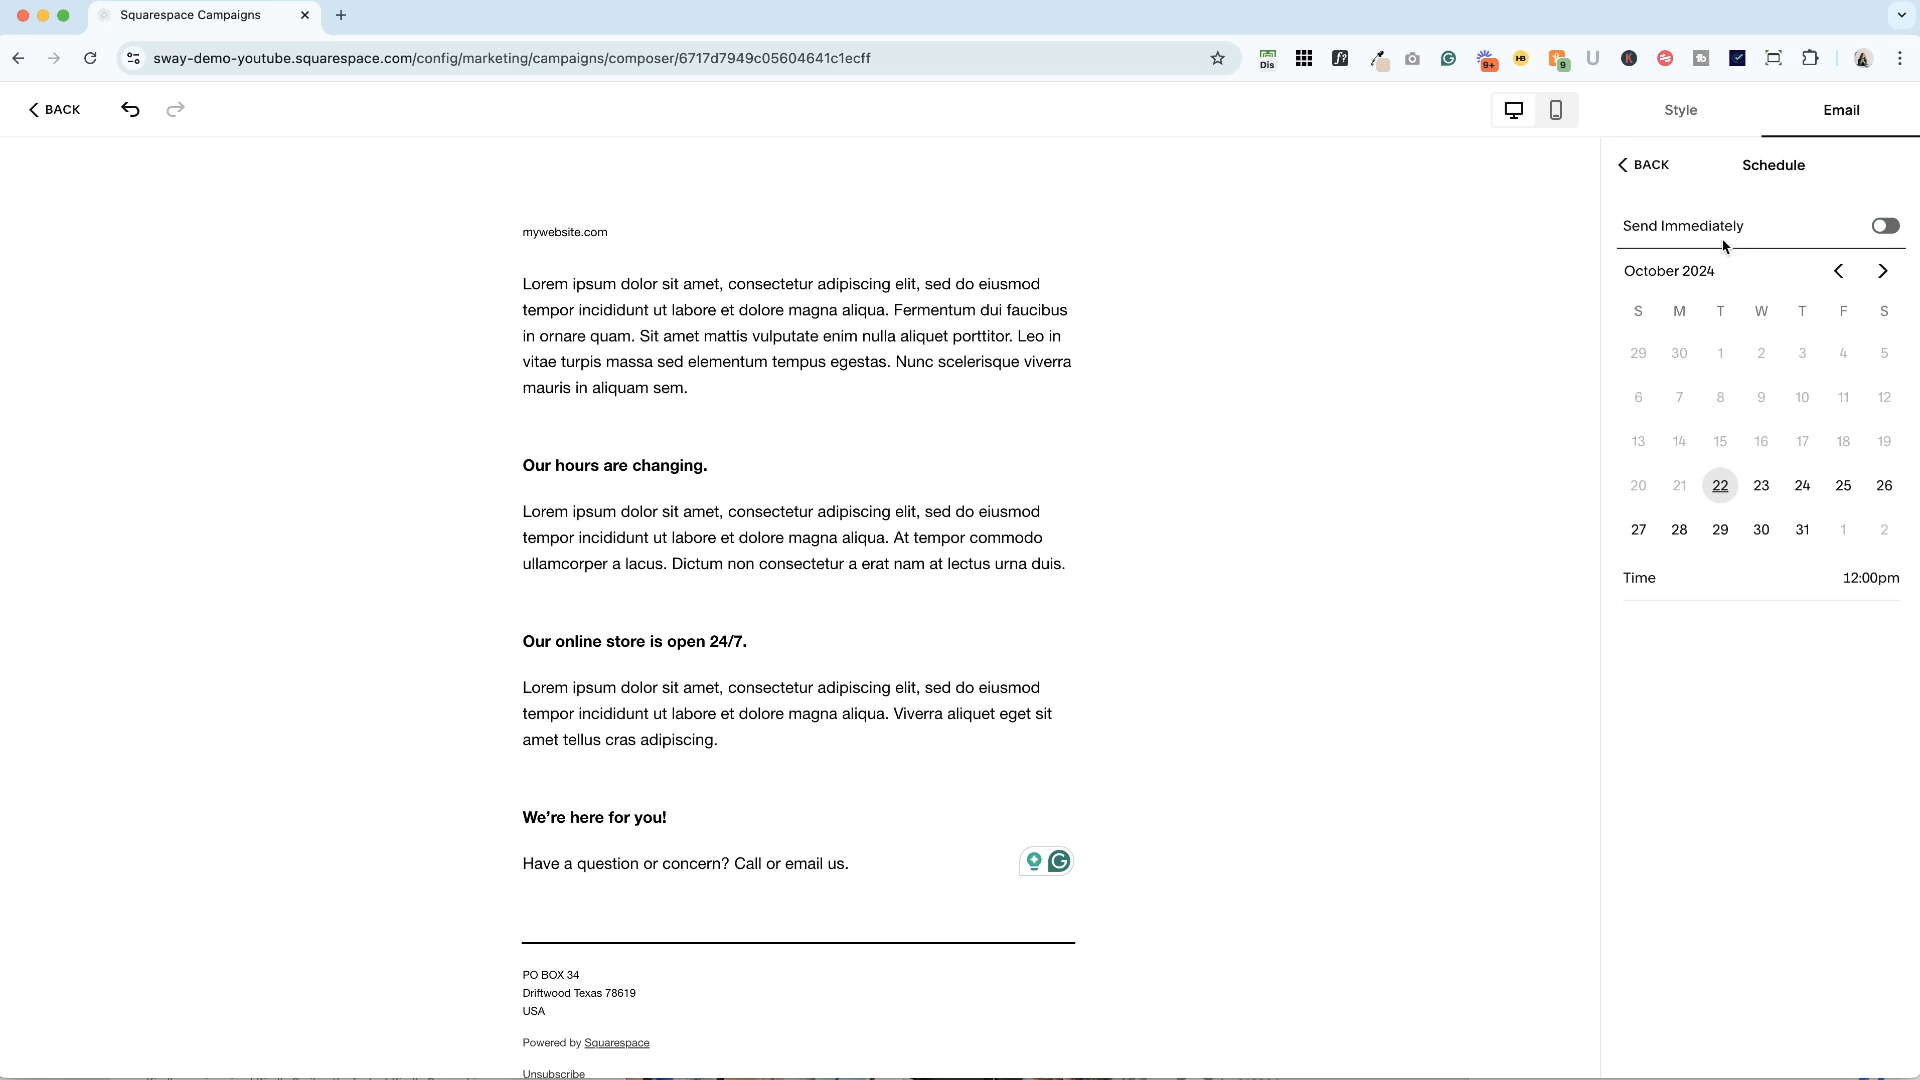 Squarespace Campaigns
sway-demo-youtube.squarespace.com/config/marketing/campaigns/composer/6717d7949c05604641c1ecff
Dis
f?
9+
HB
9
U
K
BACK
Style
Email
BACK
Schedule
Send Immediately
October 2024
S M T W T F S
29 30 1 2 3 4 5
6 7 8 9 10 11 12
13 14 15 16 17 18 19
20 21 22 23 24 25 26
27 28 29 30 31 1 2
Time 12:00pm
mywebsite.com
Lorem ipsum dolor sit amet, consectetur adipiscing elit, sed do eiusmod
tempor incididunt ut labore et dolore magna aliqua. Fermentum dui faucibus
in ornare quam. Sit amet mattis vulputate enim nulla aliquet porttitor. Leo in
vitae turpis massa sed elementum tempus egestas. Nunc scelerisque viverra
mauris in aliquam sem.
Our hours are changing.
Lorem ipsum dolor sit amet, consectetur adipiscing elit, sed do eiusmod
tempor incididunt ut labore et dolore magna aliqua. At tempor commodo
ullamcorper a lacus. Dictum non consectetur a erat nam at lectus urna duis.
Our online store is open 24/7.
Lorem ipsum dolor sit amet, consectetur adipiscing elit, sed do eiusmod
tempor incididunt ut labore et dolore magna aliqua. Viverra aliquet eget sit
amet tellus cras adipiscing.
We're here for you!
Have a question or concern? Call or email us.
PO BOX 34
Driftwood Texas 78619
USA
Powered by Squarespace
Unsubscribe